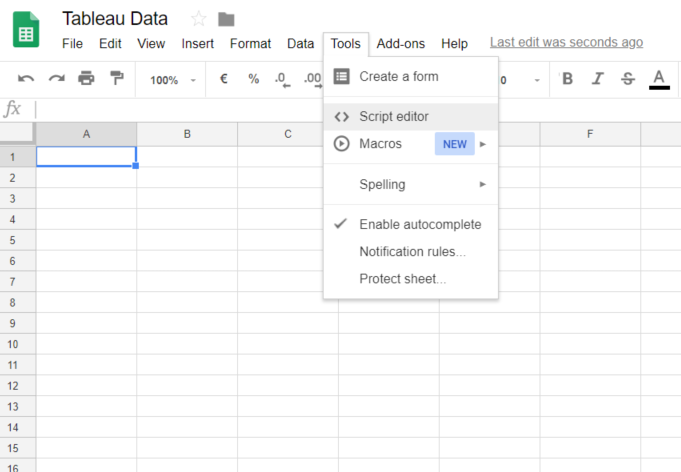 Tableau Data
File Edit View Insert Format Data Tools Add-ons Help Last edit was seconds ago
100% € % .0 .00 0 B I S A
fx
A B C F
Create a form
Script editor
Macros NEW
Spelling
Enable autocomplete
Notification rules...
Protect sheet...
1
2
3
4
5
6
7
8
9
10
11
12
13
14
15
16